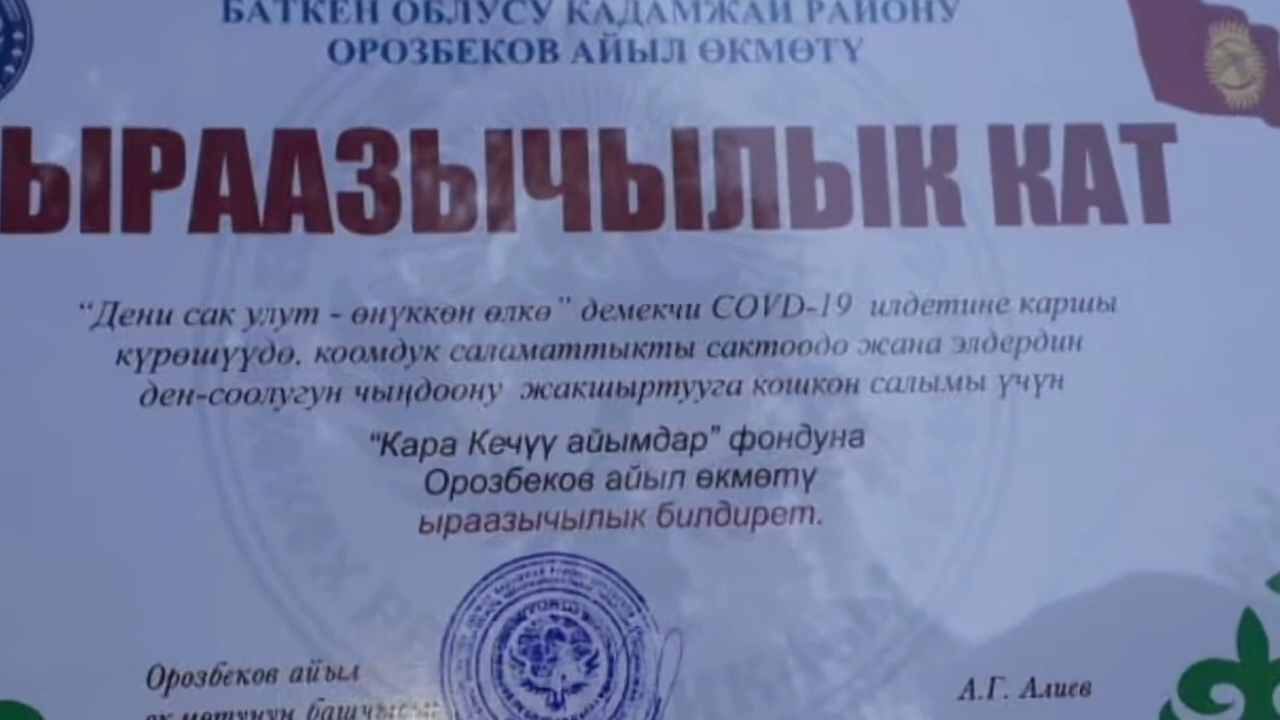 БАТКЕН ОБЛУСУ КАДАМЖАЙ РАЙОНУ
ОРОЗБЕКОВ АЙЫЛ ӨКМӨТҮ
ЫРААЗЫЧЫЛЫК КАТ
“Дени сак улут - өнүккөн өлкө” демекчи COVD-19 илдетине каршы
күрөшүүдө, коомдук саламаттыкты сактоодо жана элдердин
ден-соолугун чыңдоону жакшыртууга кошкон салымы үчүн
“Кара Кечүү айымдар” фондуна
Орозбеков айыл өкмөтү
ыраазычылык билдирет.
Орозбеков айыл
өкмөтүнүн башчысы:
А.Г. Алиев